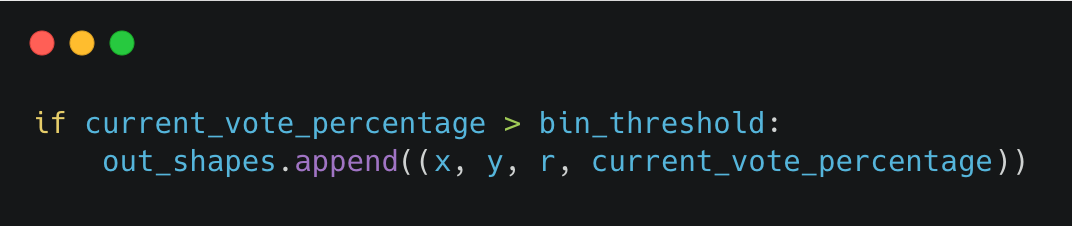 if current_vote_percentage > bin_threshold:
    out_shapes.append((x, y, r, current_vote_percentage))